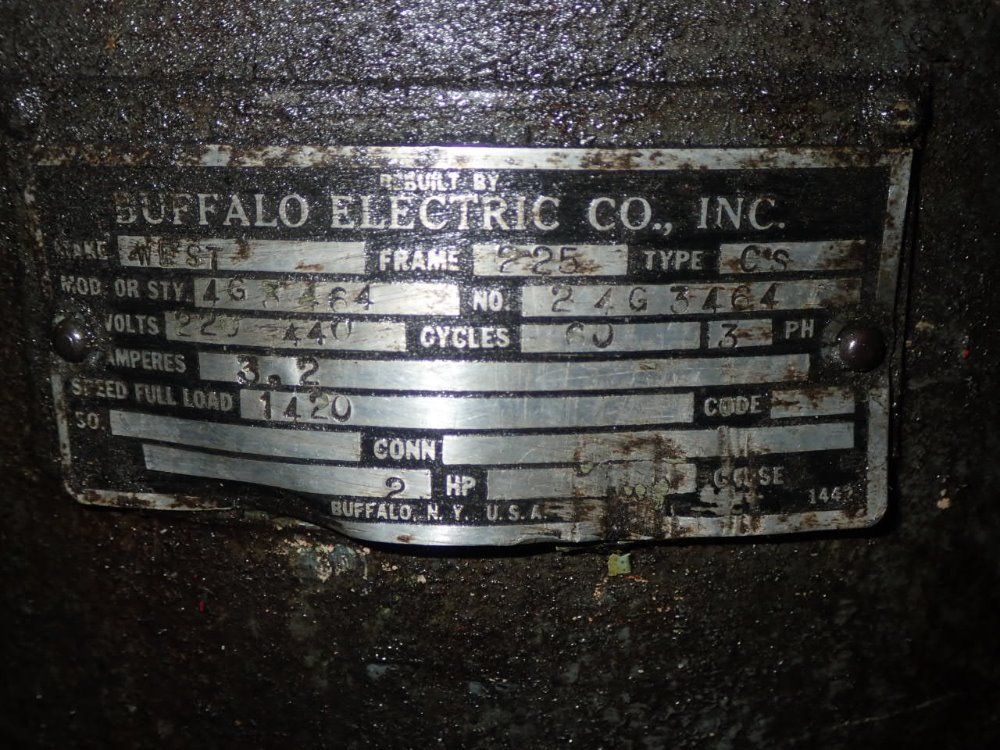 REBUILT BY
BUFFALO ELECTRIC CO., INC.
MAKE WEST FRAME 225 TYPE CS
MOD. OR STY. 4G3464 NO. 24G3464
VOLTS 220 440 CYCLES 60 3 PH
AMPERES 3.2
SPEED FULL LOAD 1420 CODE
SO. CONN
2 HP
BUFFALO, N.Y. U.S.A.